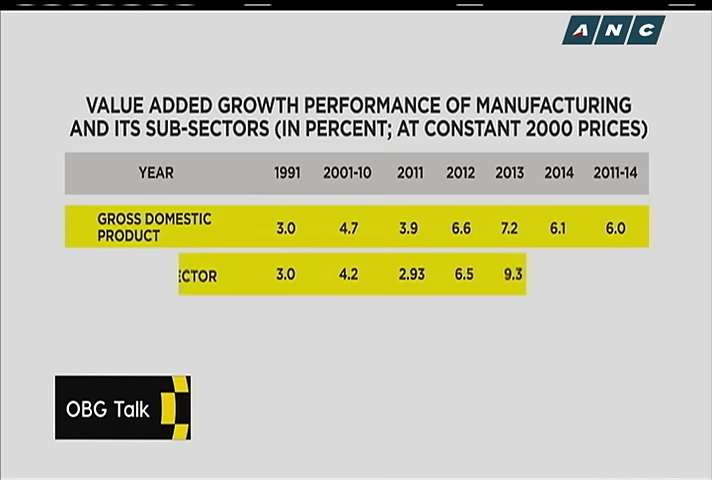 ANC
VALUE ADDED GROWTH PERFORMANCE OF MANUFACTURING
AND ITS SUB-SECTORS (IN PERCENT; AT CONSTANT 2000 PRICES)
YEAR 1991 2001-10 2011 2012 2013 2014 2011-14
GROSS DOMESTIC
PRODUCT 3.0 4.7 3.9 6.6 7.2 6.1 6.0
ECTOR 3.0 4.2 2.93 6.5 9.3
OBG Talk